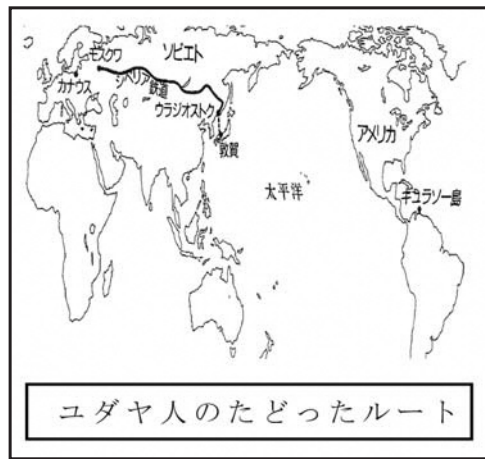 モスクワ
ソビエト
カナウス
シベリア鉄道
ウラジオストク
敦賀
アメリカ
太平洋
キュラソー島
ユダヤ人のたどったルート